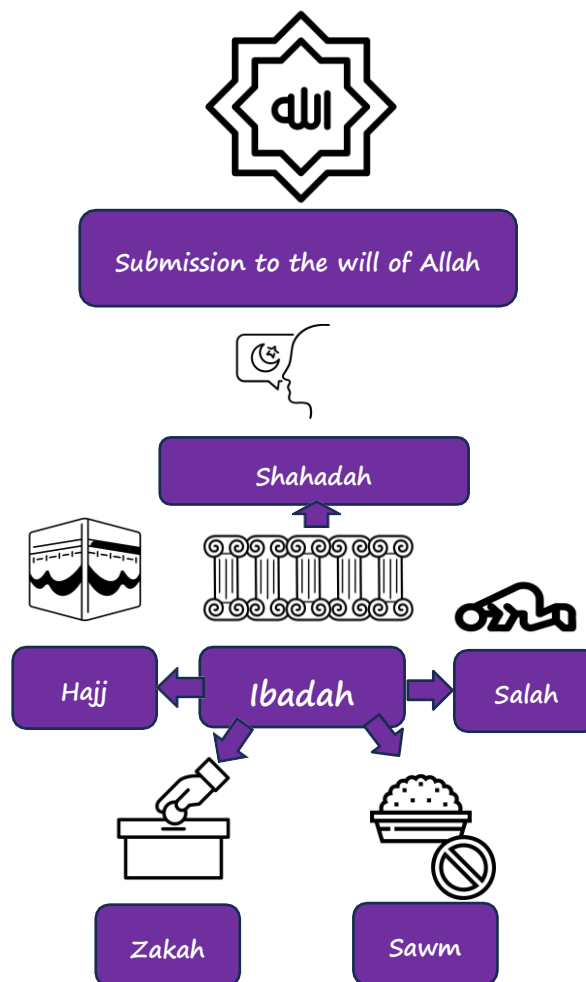 الله
Submission to the will of Allah
Shahadah
Hajj
Ibadah
Salah
Zakah
Sawm